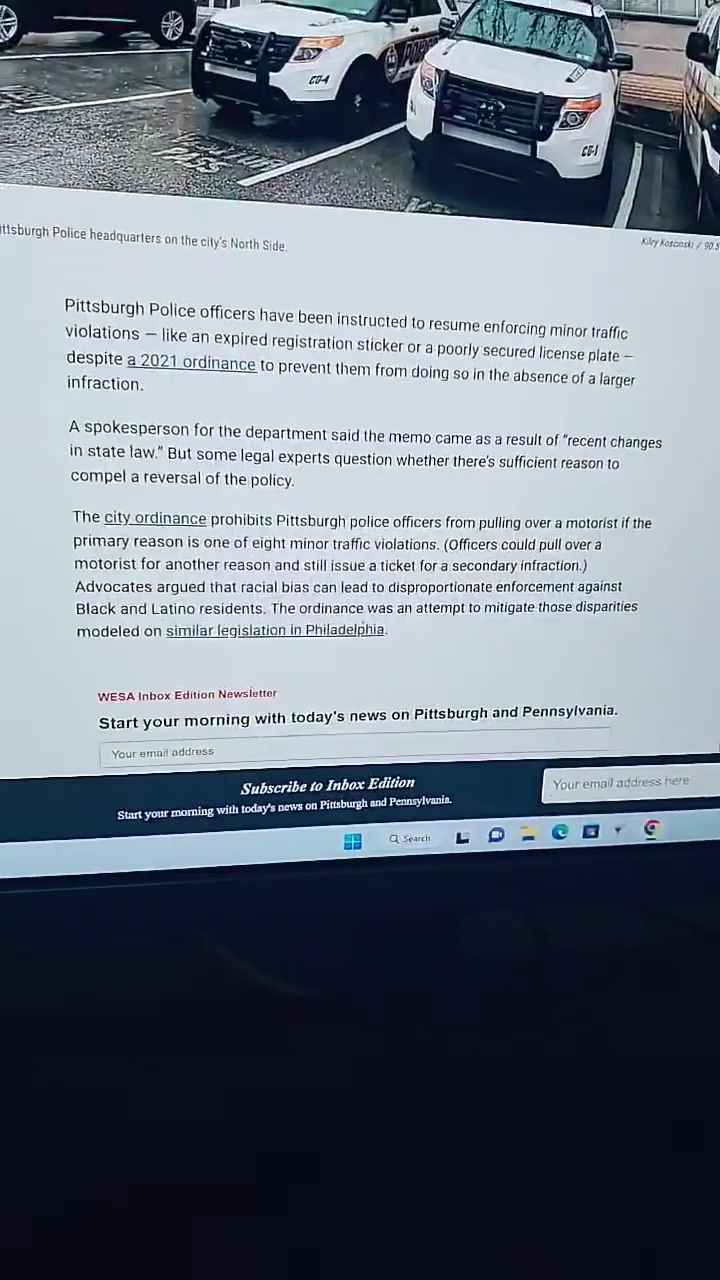 POLICE
CO-4
CO-1
ittsburgh Police headquarters on the city's North Side.
Kiley Koscinski / 90.5
Pittsburgh Police officers have been instructed to resume enforcing minor traffic
violations — like an expired registration sticker or a poorly secured license plate —
despite a 2021 ordinance to prevent them from doing so in the absence of a larger
infraction.
A spokesperson for the department said the memo came as a result of "recent changes
in state law." But some legal experts question whether there's sufficient reason to
compel a reversal of the policy.
The city ordinance prohibits Pittsburgh police officers from pulling over a motorist if the
primary reason is one of eight minor traffic violations. (Officers could pull over a
motorist for another reason and still issue a ticket for a secondary infraction.)
Advocates argued that racial bias can lead to disproportionate enforcement against
Black and Latino residents. The ordinance was an attempt to mitigate those disparities
modeled on similar legislation in Philadelphia.
WESA Inbox Edition Newsletter
Start your morning with today's news on Pittsburgh and Pennsylvania.
Your email address
Subscribe to Inbox Edition
Start your morning with today's news on Pittsburgh and Pennsylvania.
Your email address here
Search